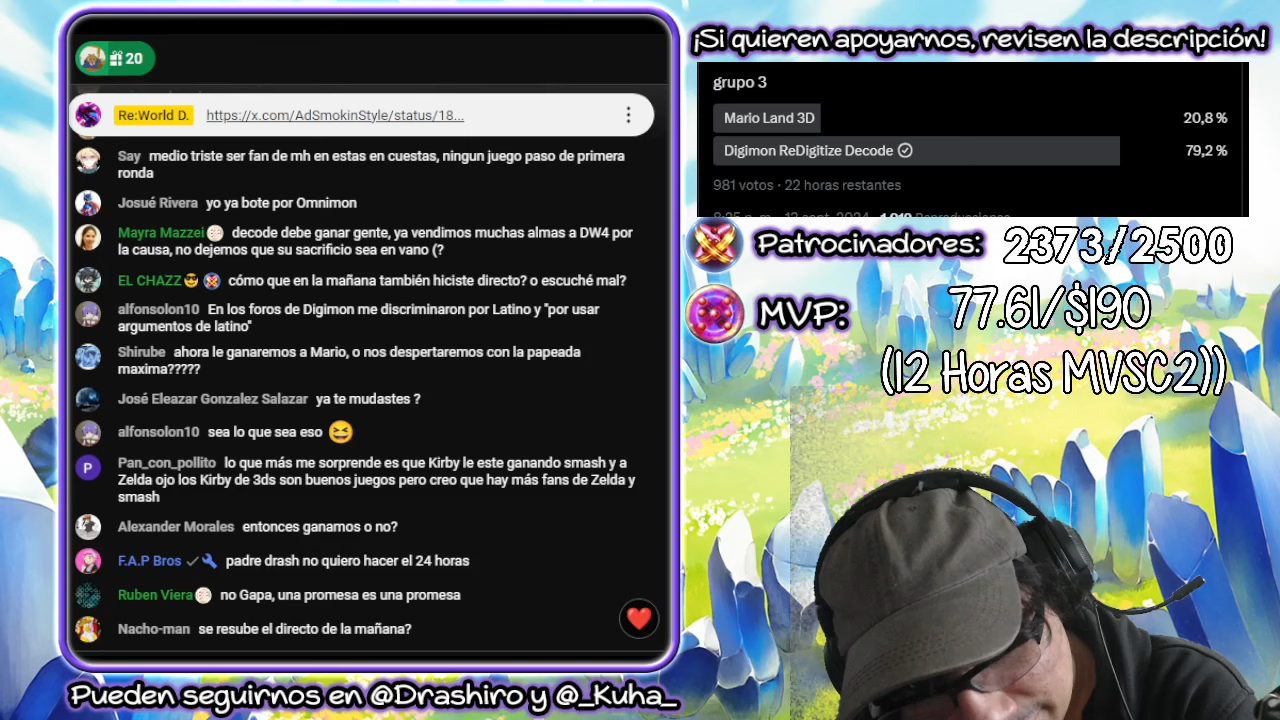 20
Re:World D. https://x.com/AdSmokinStyle/status/18...
Say medio triste ser fan de mh en estas en cuestas, ningun juego paso de primera
ronda
Josué Rivera yo ya bote por Omnimon
Mayra Mazzei decode debe ganar gente, ya vendimos muchas almas a DW4 por
la causa, no dejemos que su sacrificio sea en vano (?
EL CHAZZ😎 cómo que en la mañana también hiciste directo? o escuché mal?
alfonsolon10 En los foros de Digimon me discriminaron por Latino y "por usar
argumentos de latino"
Shirube ahora le ganaremos a Mario, o nos despertaremos con la papeada
maxima?????
José Eleazar Gonzalez Salazar ya te mudastes ?
alfonsolon10 sea lo que sea eso 😆
P Pan_con_pollito lo que más me sorprende es que Kirby le este ganando smash y a
Zelda ojo los Kirby de 3ds son buenos juegos pero creo que hay más fans de Zelda y
smash
Alexander Morales entonces ganamos o no?
F.A.P Bros padre drash no quiero hacer el 24 horas
Ruben Viera no Gapa, una promesa es una promesa
Nacho-man se resube el directo de la mañana?
Pueden seguirnos en @Drashiro y @_Kuha_
¡Si quieren apoyarnos, revisen la descripción!
grupo 3
Mario Land 3D 20,8 %
Digimon ReDigitize Decode 79,2 %
981 votos · 22 horas restantes
Patrocinadores: 2373/2500
MVP: 77.61/$190
(12 Horas MVSC2))